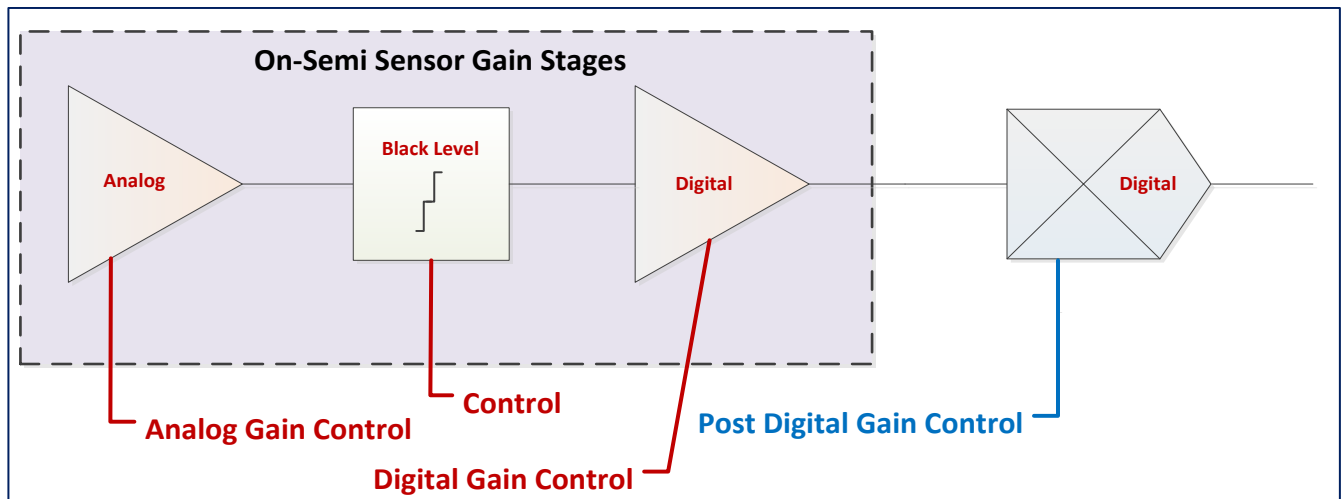 On-Semi Sensor Gain Stages
Analog
Black Level
Digital
Digital
Analog Gain Control
Control
Digital Gain Control
Post Digital Gain Control